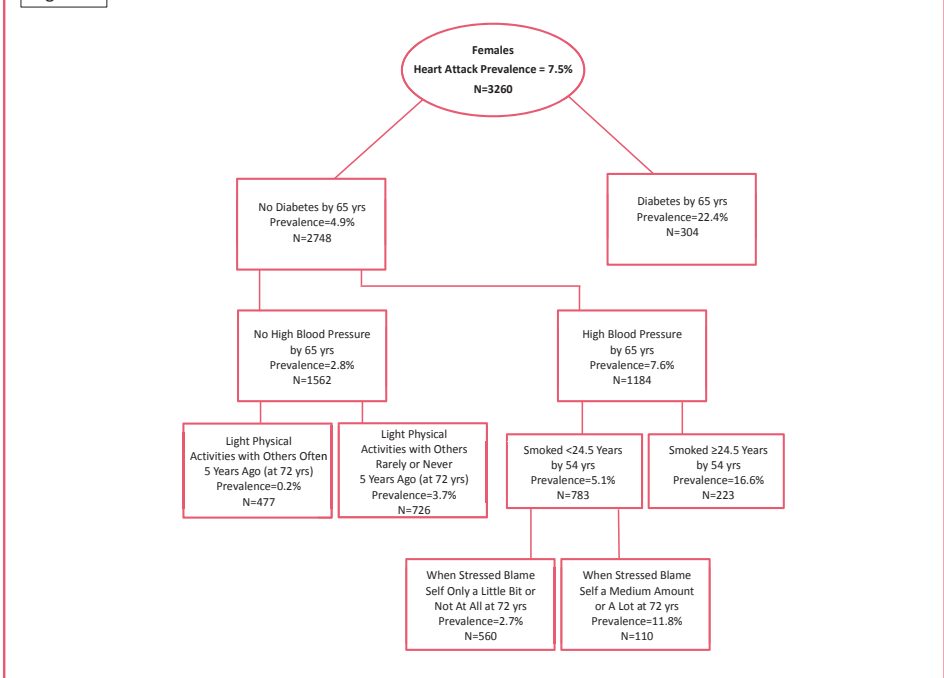 Females
Heart Attack Prevalence = 7.5%
N=3260
No Diabetes by 65 yrs
Prevalence=4.9%
N=2748
Diabetes by 65 yrs
Prevalence=22.4%
N=304
No High Blood Pressure
by 65 yrs
Prevalence=2.8%
N=1562
High Blood Pressure
by 65 yrs
Prevalence=7.6%
N=1184
Light Physical
Activities with Others Often
5 Years Ago (at 72 yrs)
Prevalence=0.2%
N=477
Light Physical
Activities with Others
Rarely or Never
5 Years Ago (at 72 yrs)
Prevalence=3.7%
N=726
Smoked <24.5 Years
by 54 yrs
Prevalence=5.1%
N=783
Smoked ≥24.5 Years
by 54 yrs
Prevalence=16.6%
N=223
When Stressed Blame
Self Only a Little Bit or
Not At All at 72 yrs
Prevalence=2.7%
N=560
When Stressed Blame
Self a Medium Amount
or A Lot at 72 yrs
Prevalence=11.8%
N=110